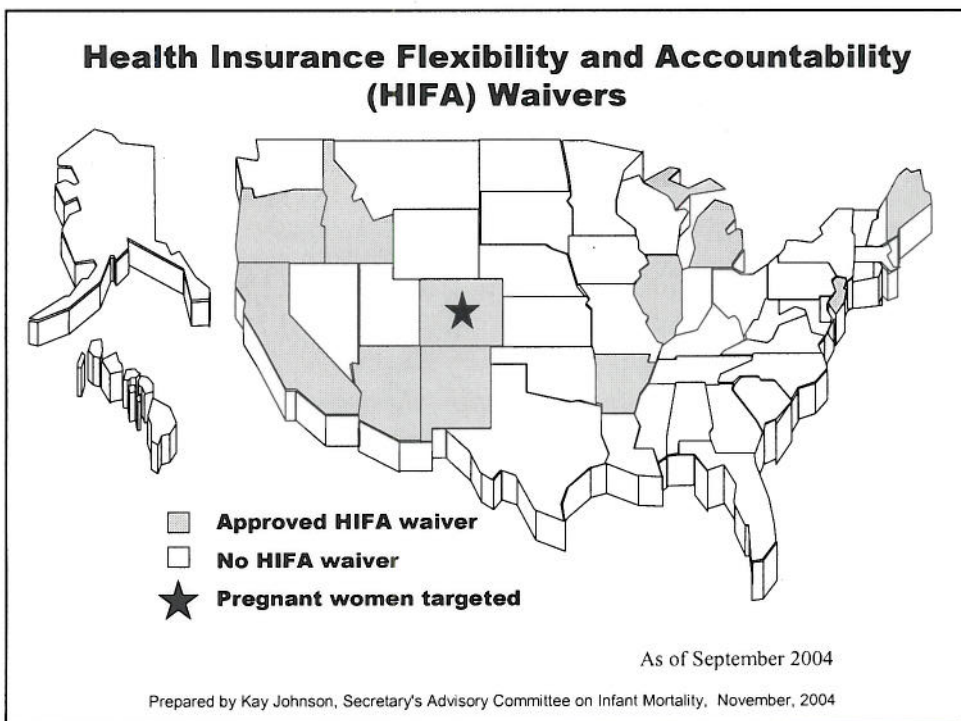 Health Insurance Flexibility and Accountability
(HIFA) Waivers
Approved HIFA waiver
No HIFA waiver
Pregnant women targeted
As of September 2004
Prepared by Kay Johnson, Secretary's Advisory Committee on Infant Mortality, November, 2004